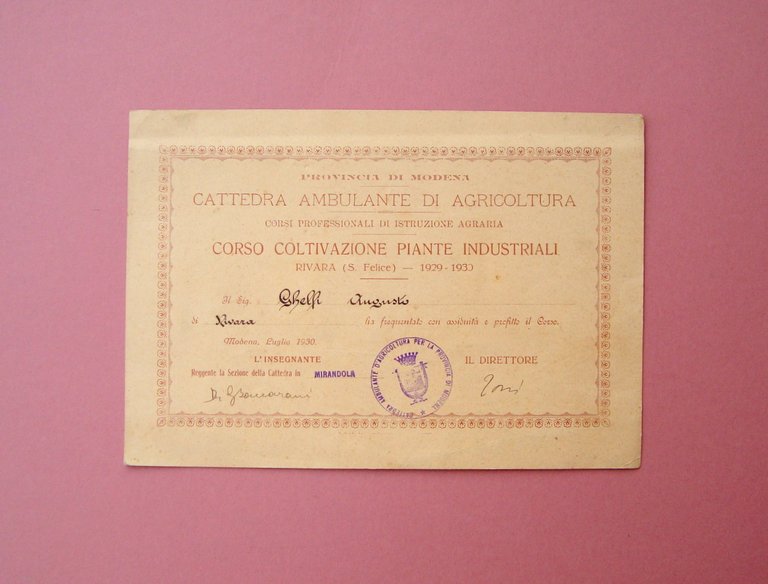 PROVINCIA DI MODENA
CATTEDRA AMBULANTE DI AGRICOLTURA
CORSI PROFESSIONALI DI ISTRUZIONE AGRARIA
CORSO COLTIVAZIONE PIANTE INDUSTRIALI
RIVARA (S. Felice) — 1929-1930
Il Sig. Ghelfi Augusto
di Rivara ha frequentato con assiduità e profitto il Corso.
Modena, Luglio 1930.
L'INSEGNANTE
IL DIRETTORE
Reggente la Sezione della Cattedra in MIRANDOLA
CATTEDRA AMBULANTE D'AGRICOLTURA PER LA PROVINCIA DI MODENA